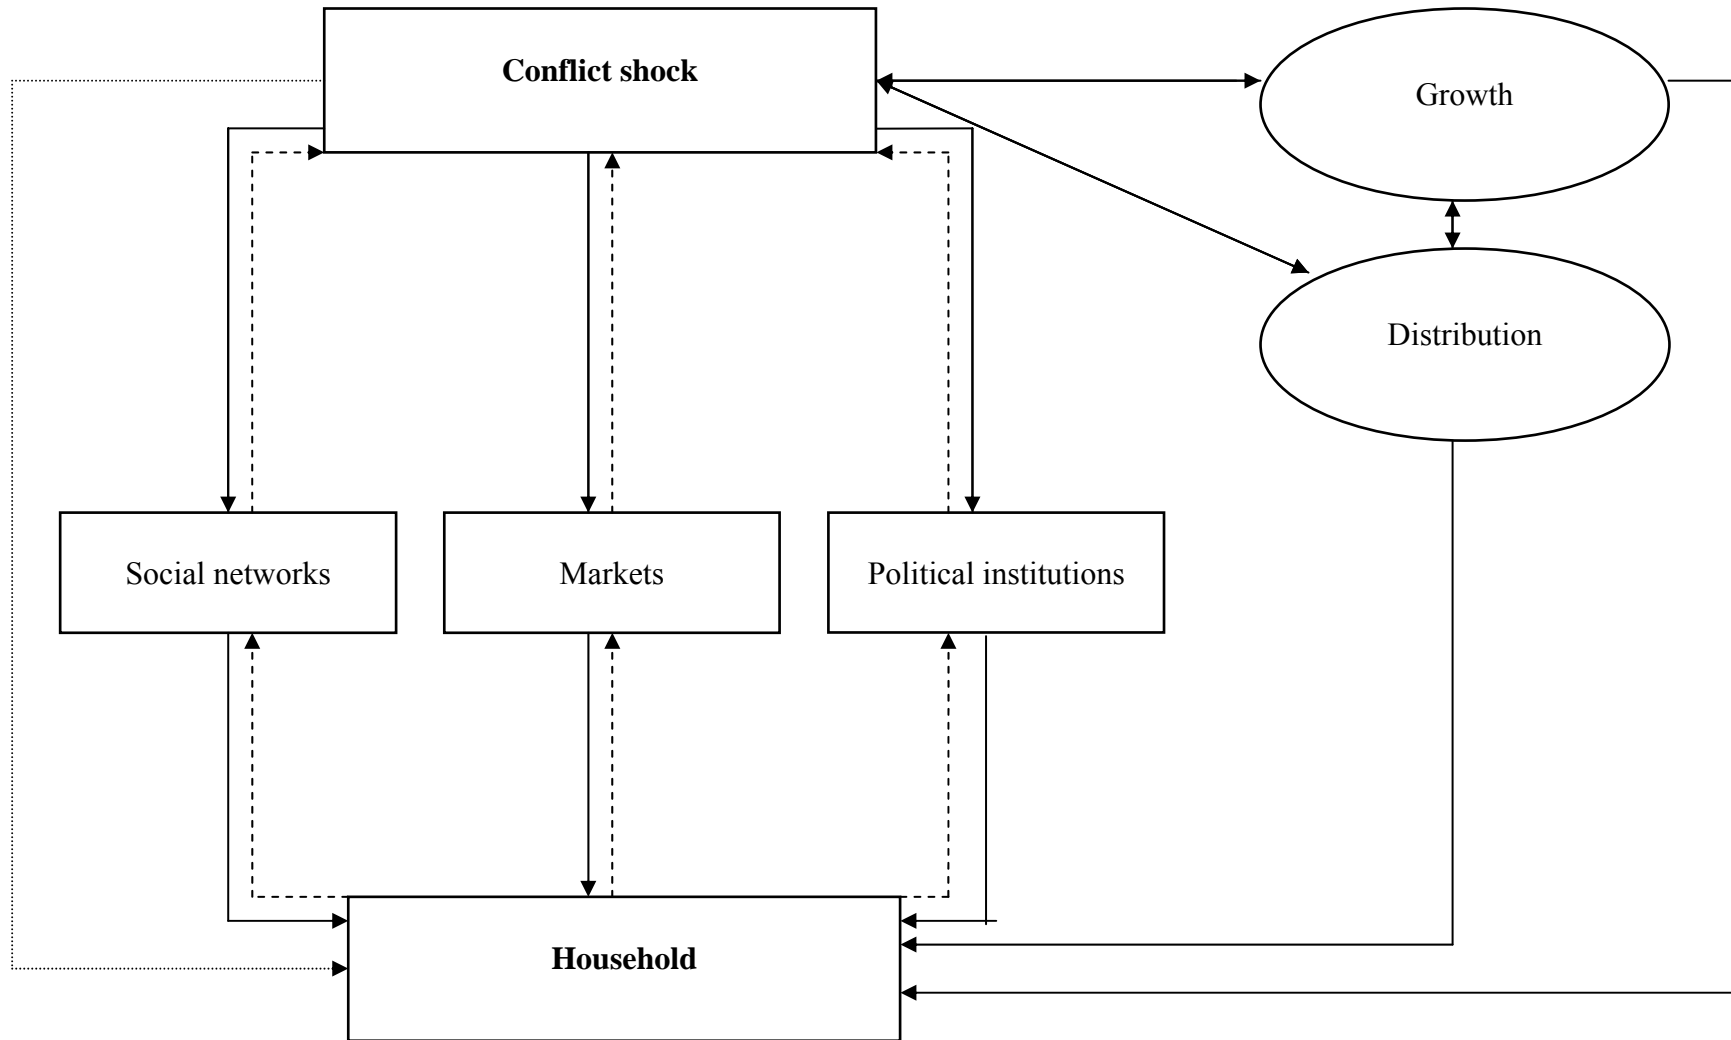 Conflict shock
Growth
Distribution
Social networks
Markets
Political institutions
Household